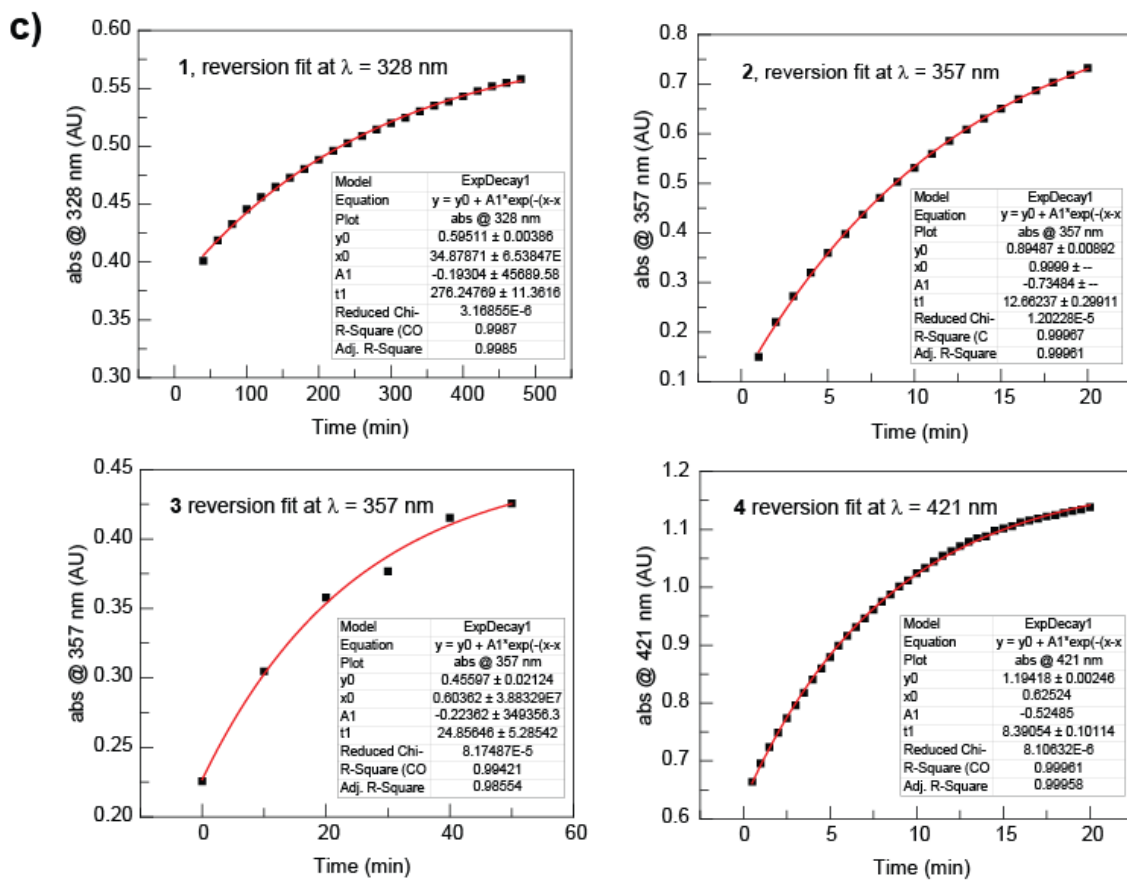 c)
1, reversion fit at λ = 328 nm
abs @ 328 nm (AU)
0.60
0.55
0.50
0.45
0.40
0.35
0.30
0 100 200 300 400 500
Time (min)
Model ExpDecay1
Equation y = y0 + A1*exp(-(x-x
Plot abs @ 328 nm
y0 0.59511 ± 0.00386
x0 34.87871 ± 6.53847E
A1 -0.19304 ± 45689.58
t1 276.24769 ± 11.3616
Reduced Chi- 3.16855E-6
R-Square (CO 0.9987
Adj. R-Square 0.9985
2, reversion fit at λ = 357 nm
abs @ 357 nm (AU)
0.8
0.7
0.6
0.5
0.4
0.3
0.2
0.1
0 5 10 15 20
Time (min)
Model ExpDecay1
Equation y = y0 + A1*exp(-(x-x
Plot abs @ 357 nm
y0 0.89487 ± 0.00892
x0 0.9999 ± --
A1 -0.73484 ± --
t1 12.66237 ± 0.29911
Reduced Chi- 1.20228E-5
R-Square (C 0.99967
Adj. R-Square 0.99961
3 reversion fit at λ = 357 nm
abs @ 357 nm (AU)
0.45
0.40
0.35
0.30
0.25
0.20
0 20 40 60
Time (min)
Model ExpDecay1
Equation y = y0 + A1*exp(-(x-x
Plot abs @ 357 nm
y0 0.45597 ± 0.02124
x0 0.60362 ± 3.88329E7
A1 -0.22362 ± 349356.3
t1 24.85646 ± 5.28542
Reduced Chi- 8.17487E-5
R-Square (CO 0.99421
Adj. R-Square 0.98554
4 reversion fit at λ = 421 nm
abs @ 421 nm (AU)
1.2
1.1
1.0
0.9
0.8
0.7
0.6
0 5 10 15 20
Time (min)
Model ExpDecay1
Equation y = y0 + A1*exp(-(x-x
Plot abs @ 421 nm
y0 1.19418 ± 0.00246
x0 0.62524
A1 -0.52485
t1 8.39054 ± 0.10114
Reduced Chi- 8.10632E-6
R-Square (CO 0.99961
Adj. R-Square 0.99958